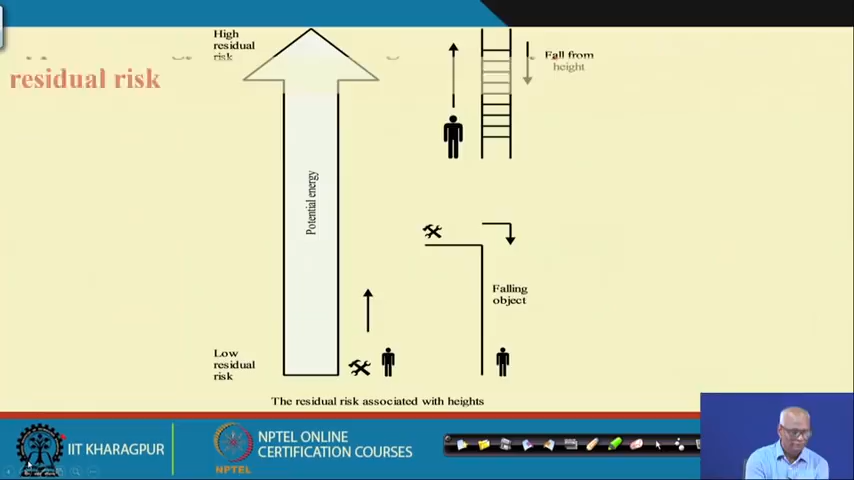 High
residual
risk
residual risk
Fall from
height
Potential energy
Falling
object
Low
residual
risk
The residual risk associated with heights
IIT KHARAGPUR
NPTEL
NPTEL ONLINE
CERTIFICATION COURSES